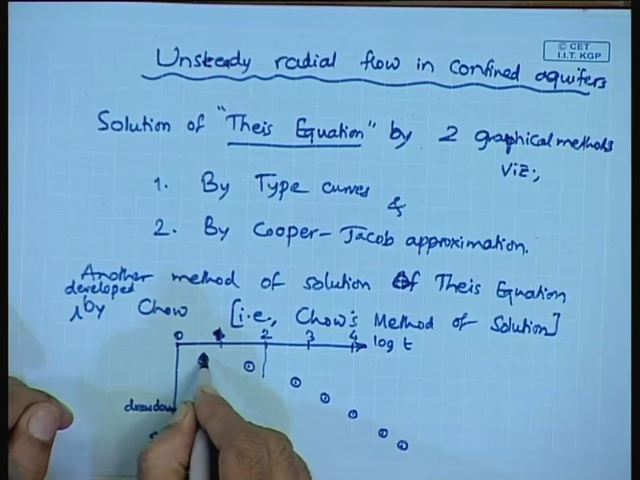 © CET
I.I.T. KGP
Unsteady radial flow in confined aquifers
Solution of "Theis Equation" by 2 graphical methods
viz;,
1. By Type curves &
2. By Cooper-Jacob approximation.
Another method of solution Of Theis Equation
developed
by Chow [i.e., Chow's Method of Solution]
0 1 2 3 4 log t
drawdown